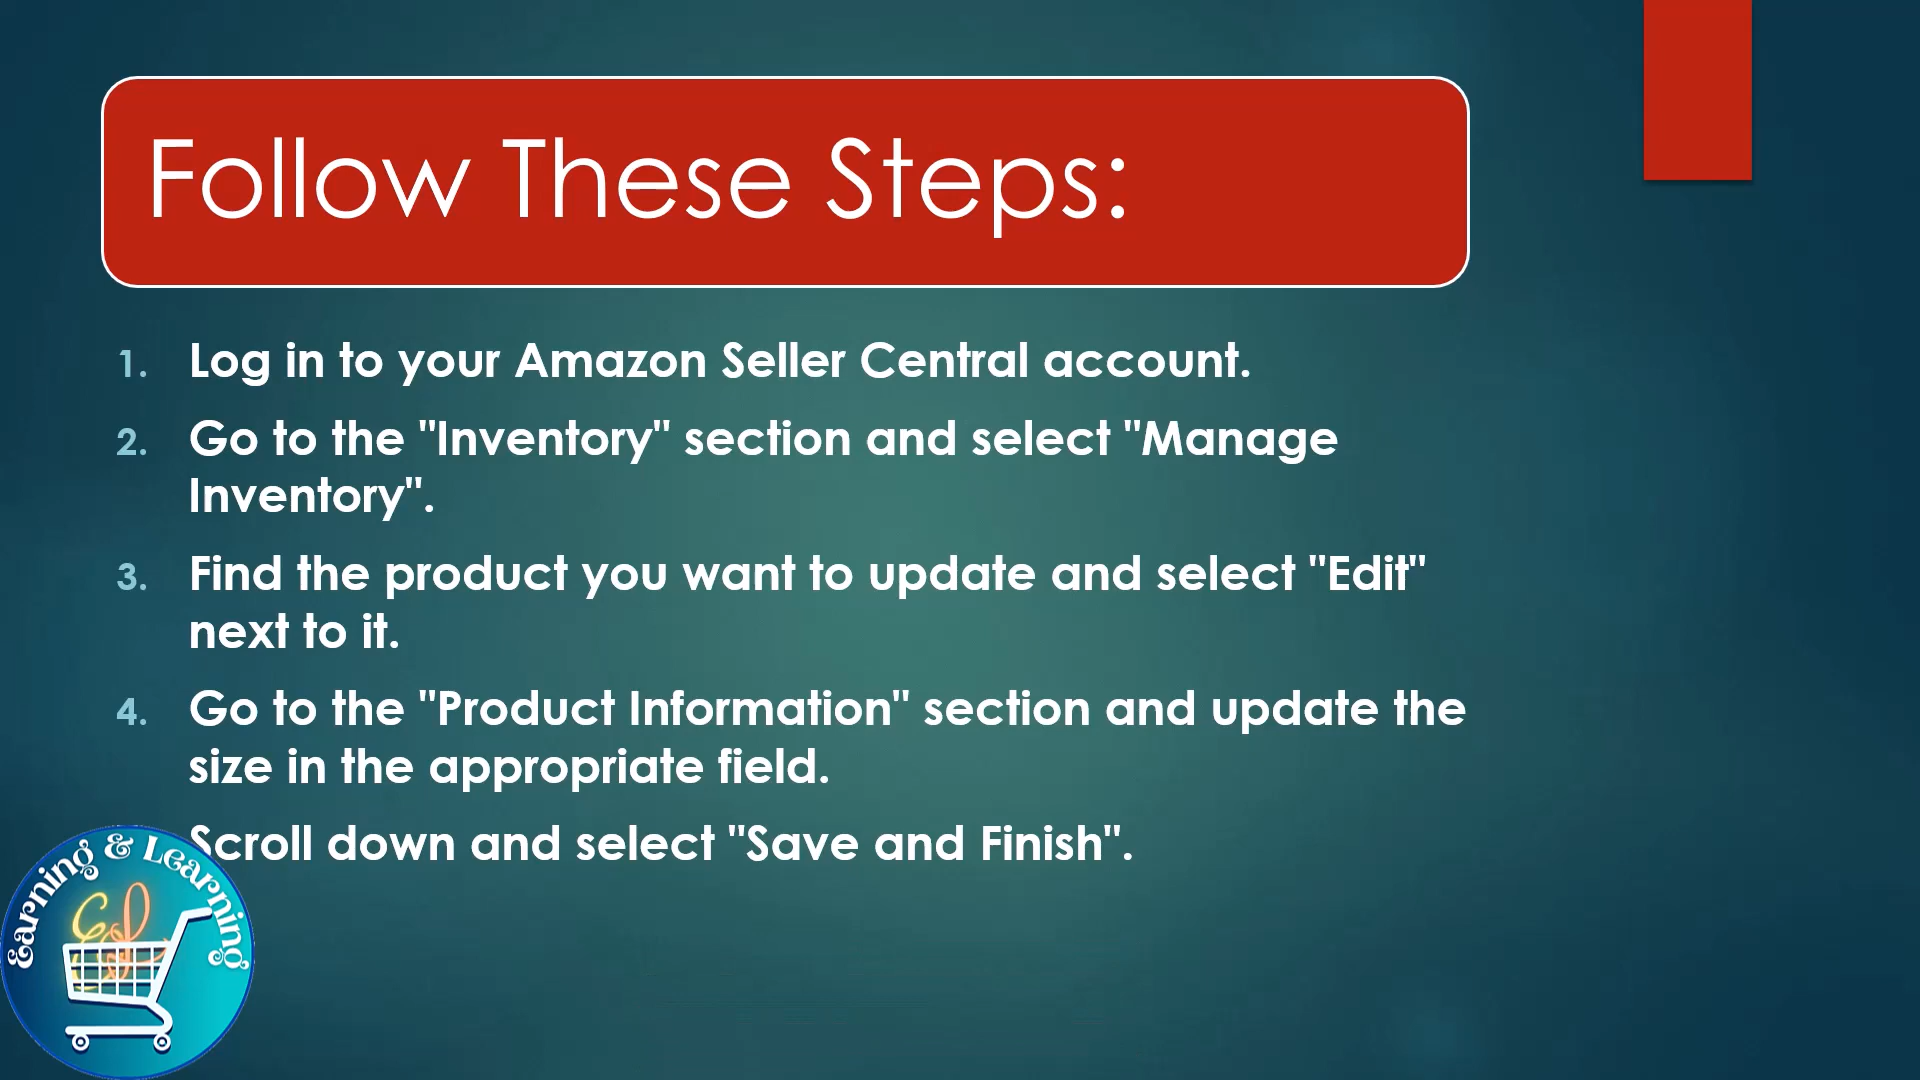 Follow These Steps:
1. Log in to your Amazon Seller Central account.
2. Go to the "Inventory" section and select "Manage
Inventory".
3. Find the product you want to update and select "Edit"
next to it.
4. Go to the "Product Information" section and update the
size in the appropriate field.
Scroll down and select "Save and Finish".
Earning & Learning
Eol